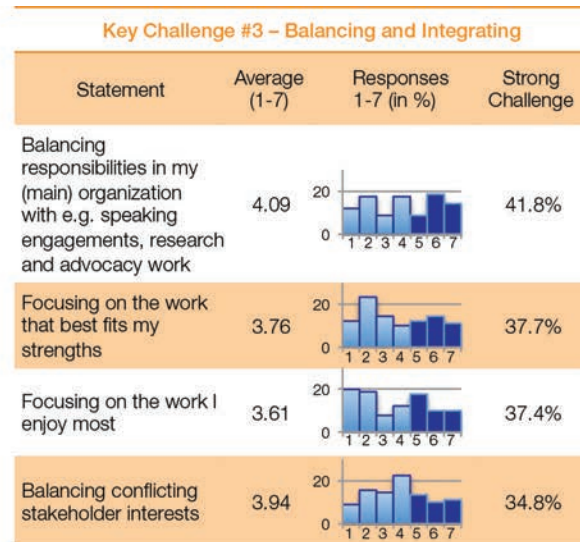 Key Challenge #3 – Balancing and Integrating
Statement
Average
(1-7)
Responses
1-7 (in %)
Strong
Challenge
Balancing
responsibilities in my
(main) organization
with e.g. speaking
engagements, research
and advocacy work
4.09
20
0
1 2 3 4 5 6 7
41.8%
Focusing on the work
that best fits my
strengths
3.76
20
0
1 2 3 4 5 6 7
37.7%
Focusing on the work I
enjoy most
3.61
20
0
1 2 3 4 5 6 7
37.4%
Balancing conflicting
stakeholder interests
3.94
20
0
1 2 3 4 5 6 7
34.8%